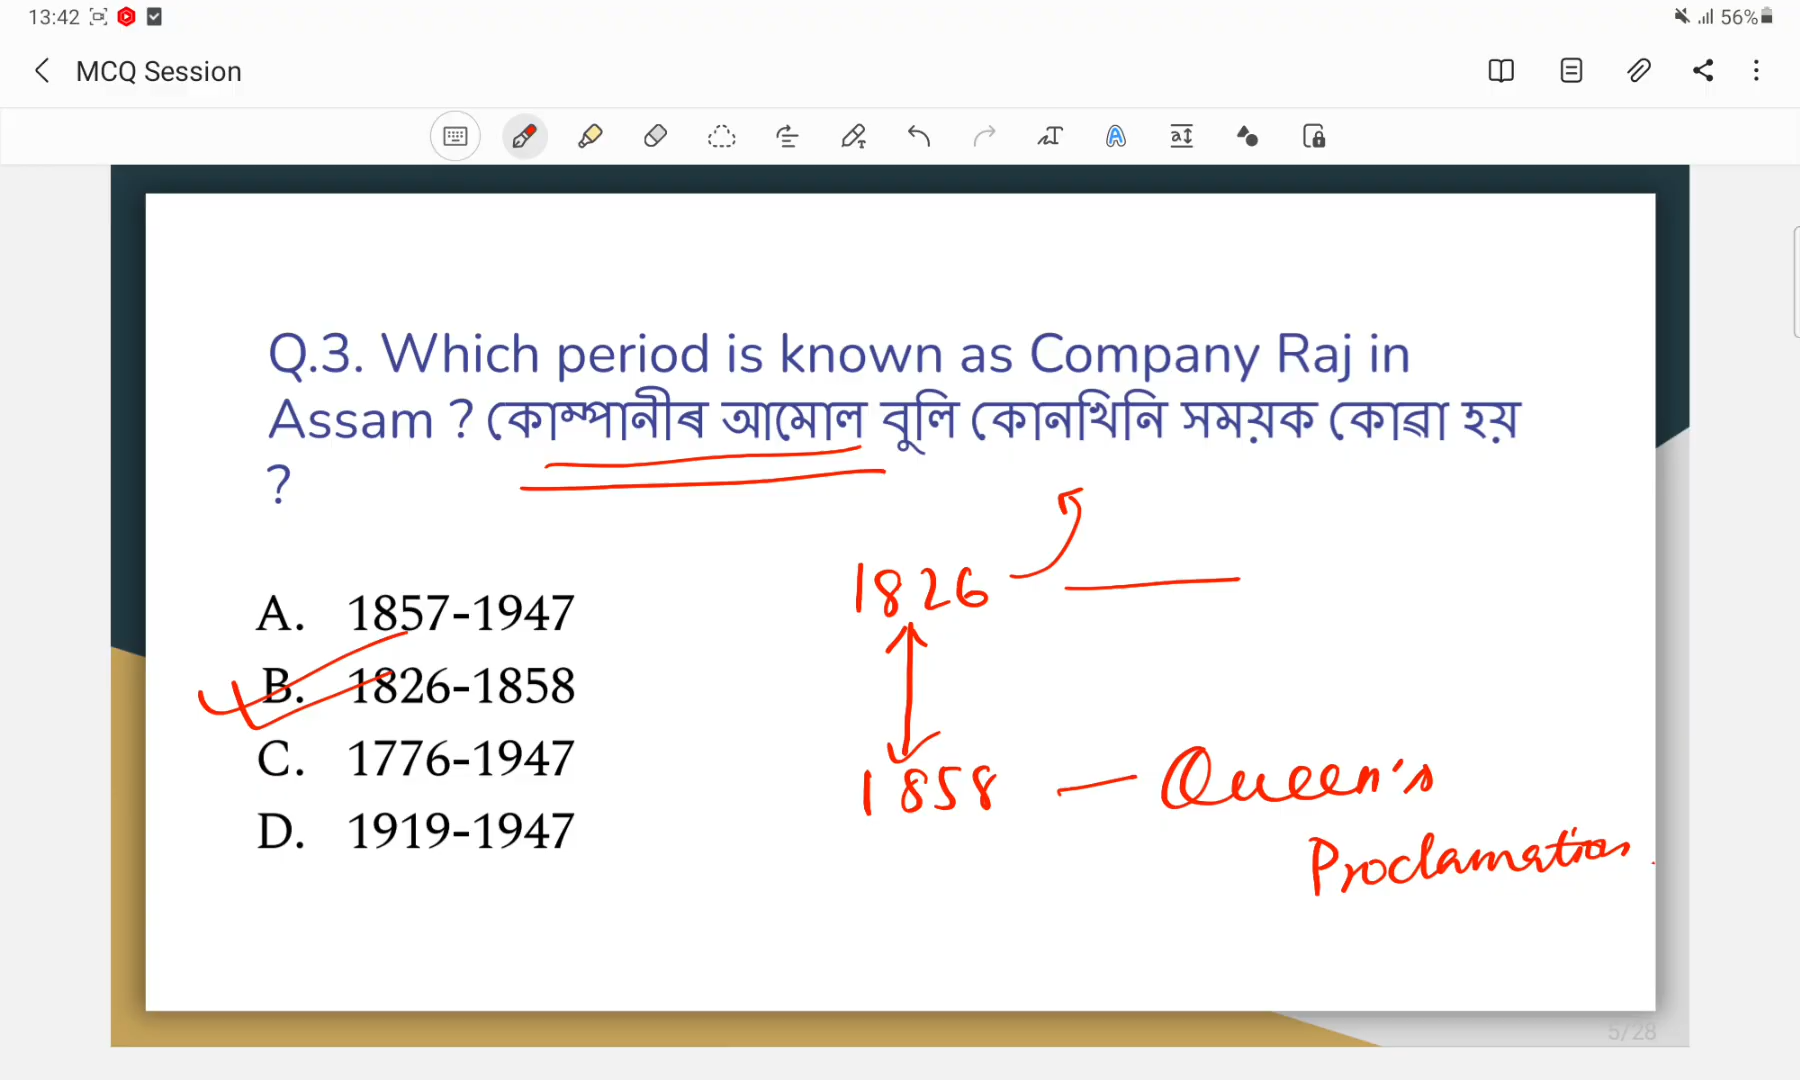 13:42
56%
MCQ Session
Q.3. Which period is known as Company Raj in
Assam ? কোম্পানীৰ আমোল বুলি কোনখিনি সময়ক কোৱা হয়
?
A. 1857-1947
B. 1826-1858
C. 1776-1947
D. 1919-1947
1826
1858 — Queen's
Proclamation
5/28